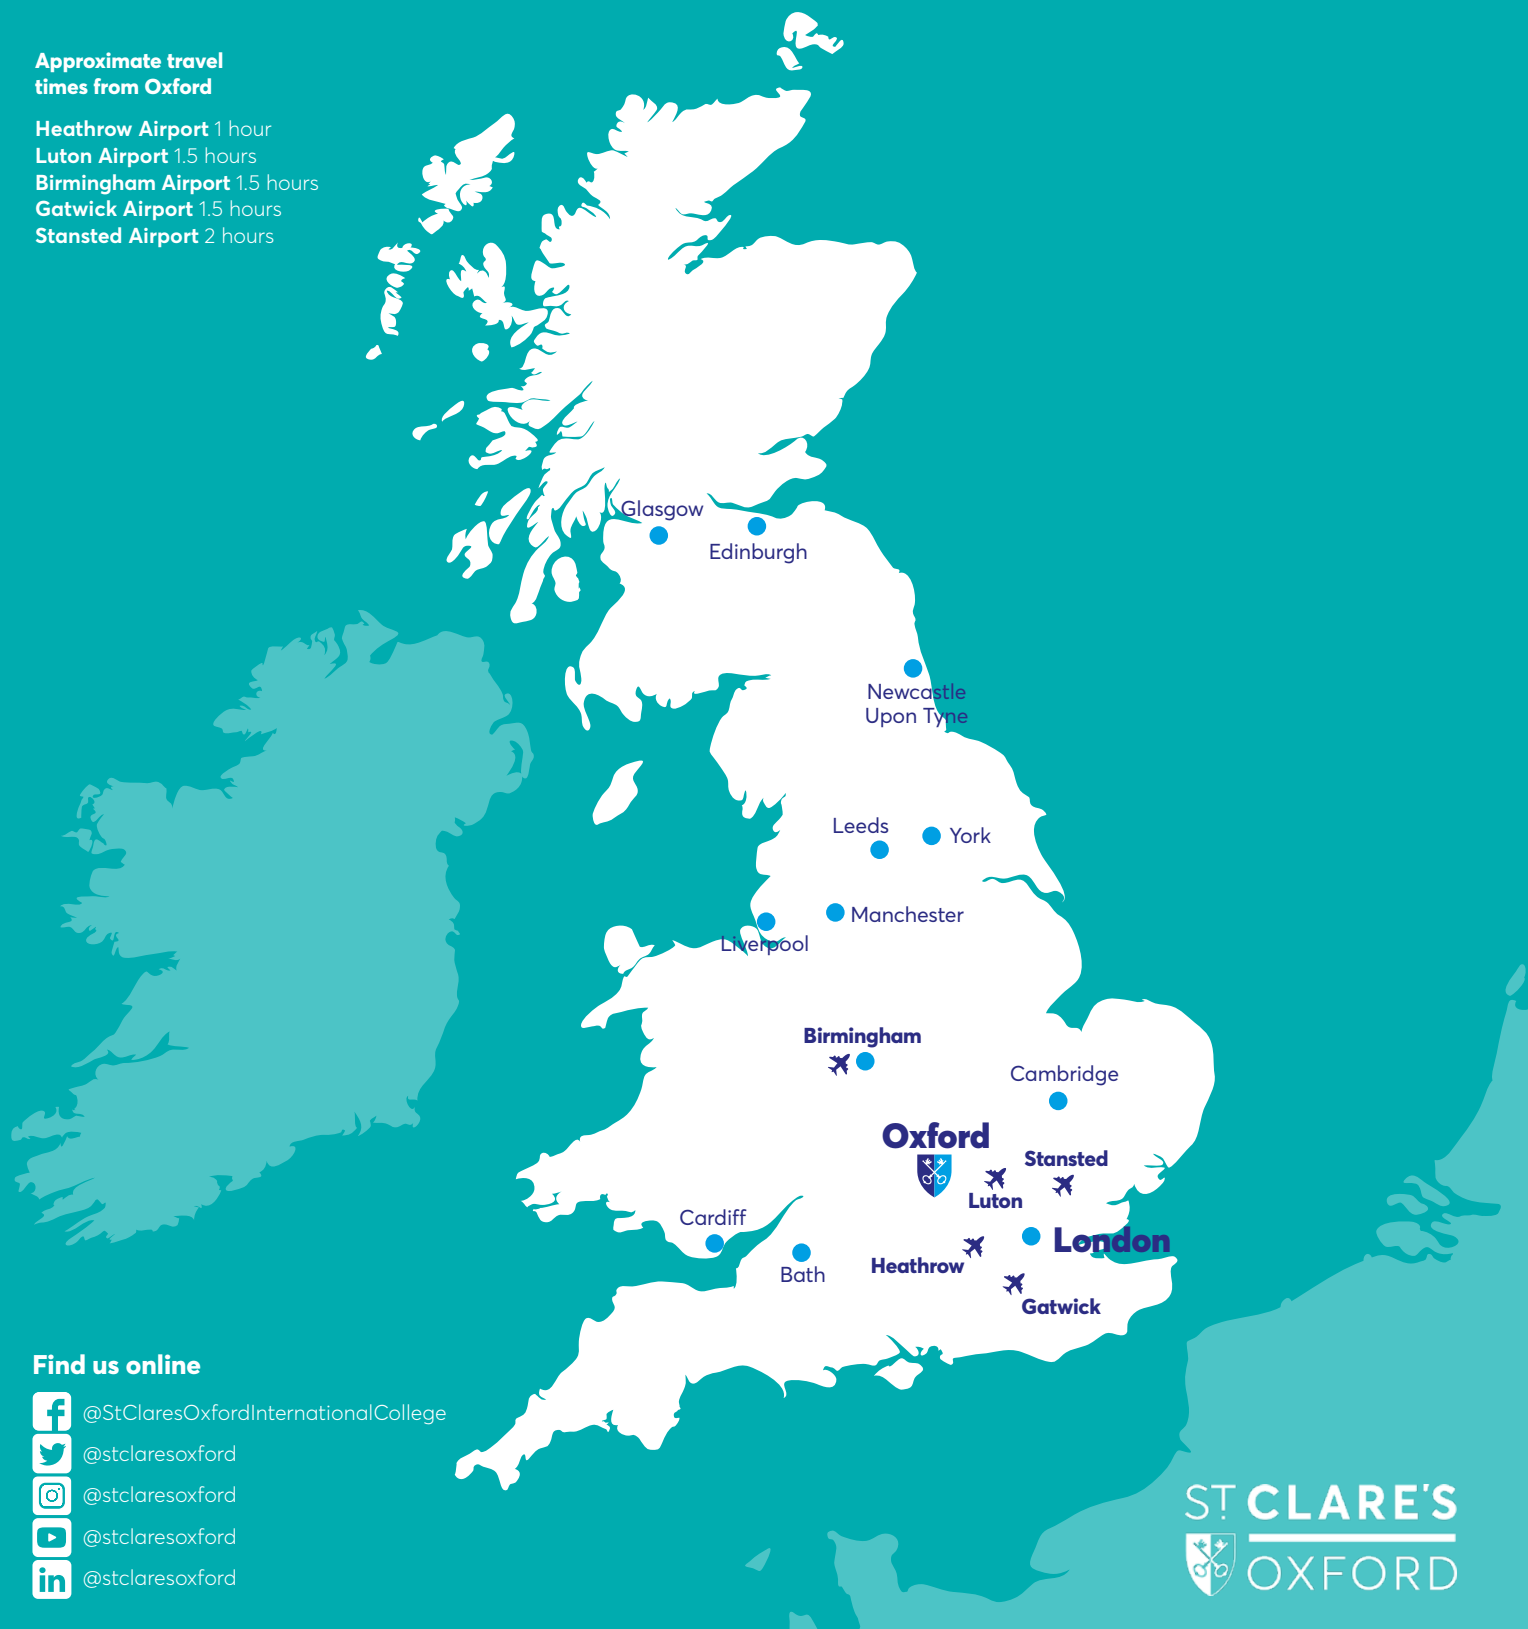 Approximate travel
times from Oxford
Heathrow Airport 1 hour
Luton Airport 1.5 hours
Birmingham Airport 1.5 hours
Gatwick Airport 1.5 hours
Stansted Airport 2 hours
Glasgow
Edinburgh
Newcastle
Upon Tyne
Leeds
York
Manchester
Liverpool
Birmingham
Cambridge
Oxford
Stansted
Luton
Cardiff
London
Heathrow
Bath
Gatwick
Find us online
@StClaresOxfordInternationalCollege
@stclaresoxford
@stclaresoxford
@stclaresoxford
in
@stclaresoxford
ST. CLARE'S
OXFORD